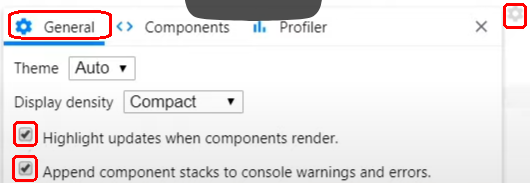 General Components Profiler
Theme Auto
Display density Compact
Highlight updates when components render.
Append component stacks to console warnings and errors.